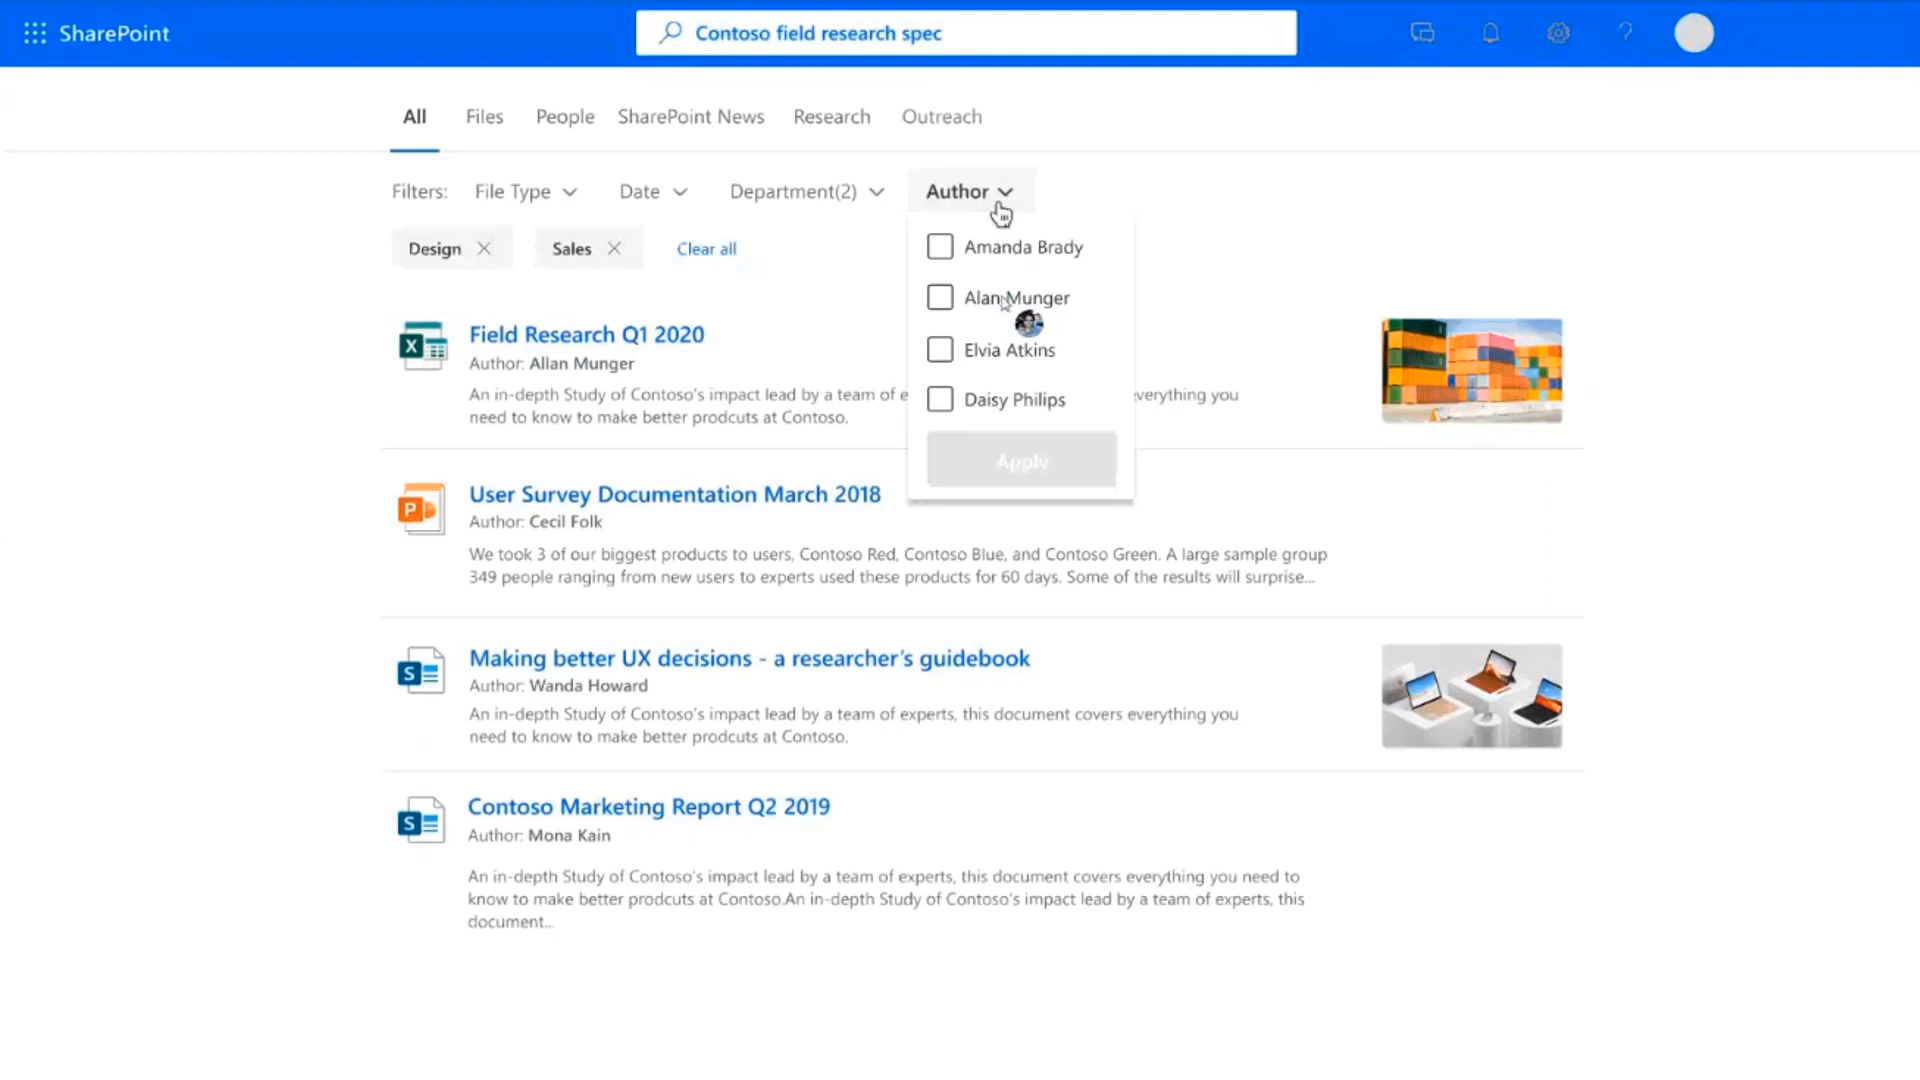 SharePoint
Contoso field research spec
?
All Files People SharePoint News Research Outreach
Filters: File Type Date Department(2) Author
Design Sales Clear all
Amanda Brady
Alan Munger
Elvia Atkins
Daisy Philips
Apply
Field Research Q1 2020
Author: Allan Munger
An in-depth Study of Contoso's impact lead by a team of e verything you
need to know to make better prodcuts at Contoso.
User Survey Documentation March 2018
Author: Cecil Folk
We took 3 of our biggest products to users, Contoso Red, Contoso Blue, and Contoso Green. A large sample group
349 people ranging from new users to experts used these products for 60 days. Some of the results will surprise...
Making better UX decisions - a researcher's guidebook
Author: Wanda Howard
An in-depth Study of Contoso's impact lead by a team of experts, this document covers everything you
need to know to make better prodcuts at Contoso.
Contoso Marketing Report Q2 2019
Author: Mona Kain
An in-depth Study of Contoso's impact lead by a team of experts, this document covers everything you need to
know to make better prodcuts at Contoso.An in-depth Study of Contoso's impact lead by a team of experts, this
document...
X
P
S
S